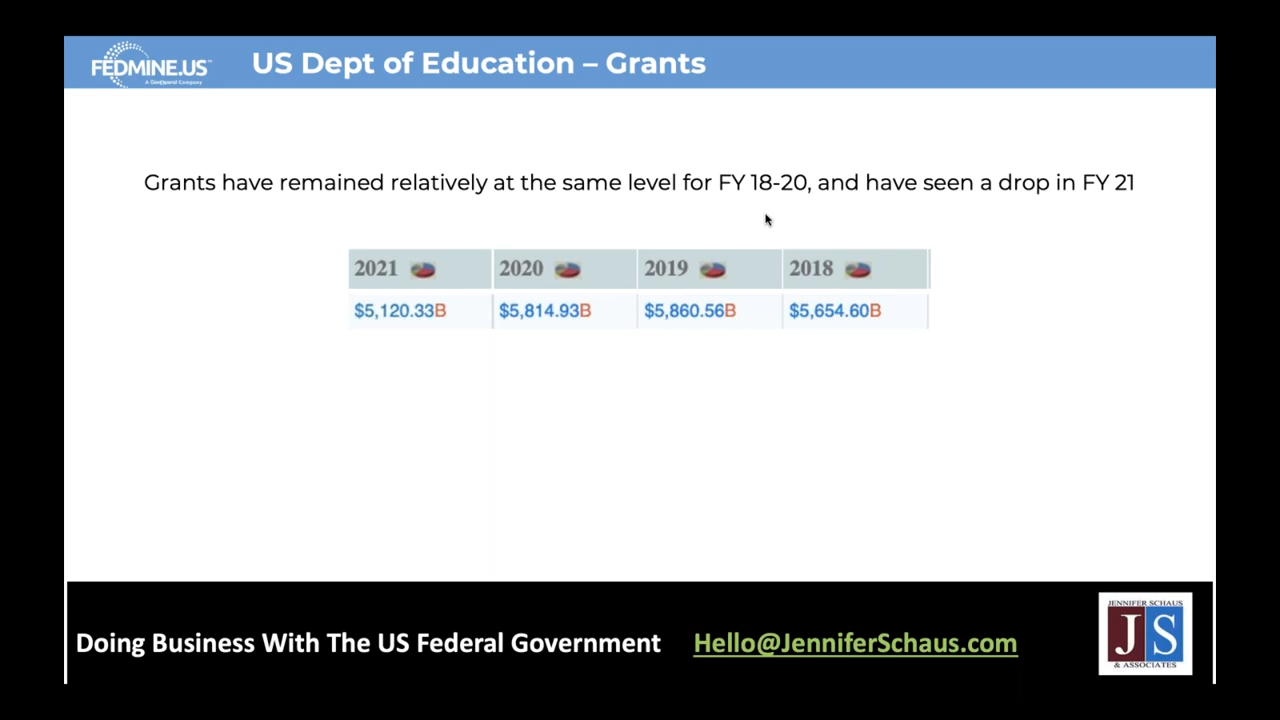 FEDMINE.US™
A GovSpend Company
US Dept of Education – Grants
Grants have remained relatively at the same level for FY 18-20, and have seen a drop in FY 21
2021 2020 2019 2018
$5,120.33B $5,814.93B $5,860.56B $5,654.60B
Doing Business With The US Federal Government Hello@JenniferSchaus.com
JENNIFER SCHAUS
JS
& ASSOCIATES